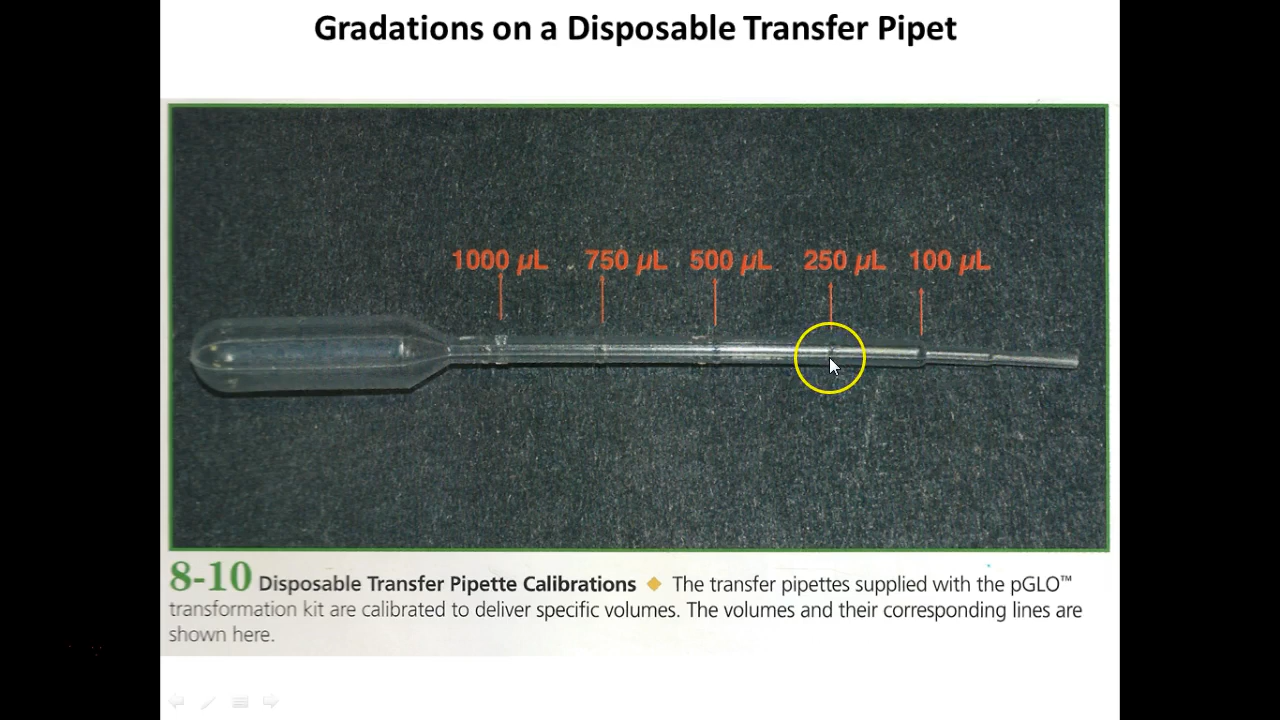 Gradations on a Disposable Transfer Pipet
1000 µL 750 µL 500 µL 250 µL 100 µL
8-10 Disposable Transfer Pipette Calibrations ◆ The transfer pipettes supplied with the pGLO™
transformation kit are calibrated to deliver specific volumes. The volumes and their corresponding lines are
shown here.